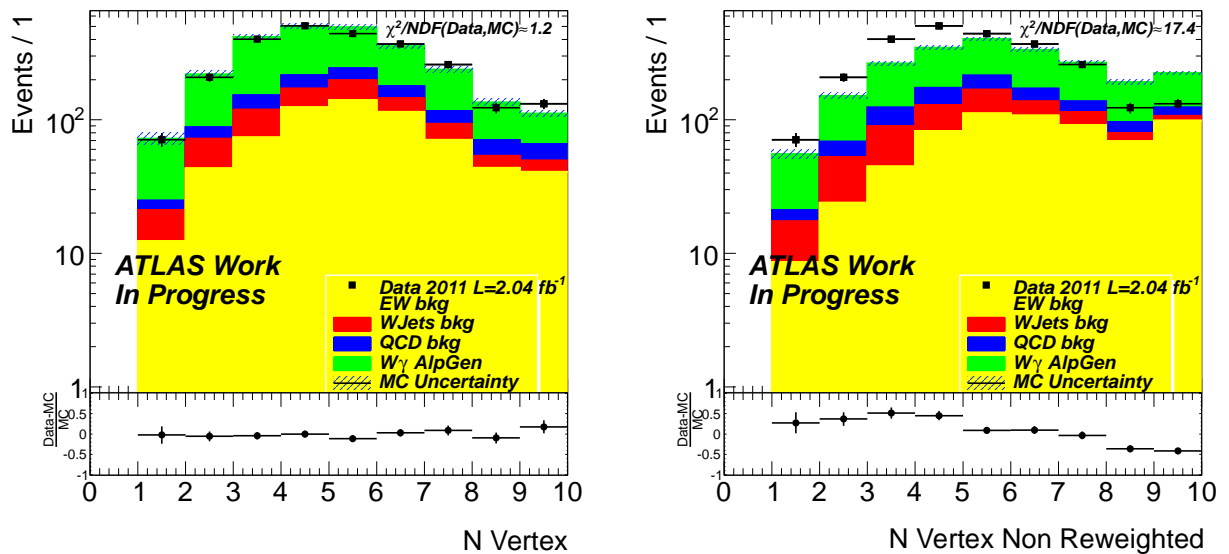 Events / 1
χ²/NDF(Data,MC)≈1.2
10²
10
1
ATLAS Work
In Progress
Data 2011 L=2.04 fb⁻¹
EW bkg
WJets bkg
QCD bkg
Wγ AlpGen
MC Uncertainty
Data-MC
MC
1
0.5
0
-0.5
-1
0 1 2 3 4 5 6 7 8 9 10
N Vertex
Events / 1
χ²/NDF(Data,MC)≈17.4
10²
10
1
ATLAS Work
In Progress
Data 2011 L=2.04 fb⁻¹
EW bkg
WJets bkg
QCD bkg
Wγ AlpGen
MC Uncertainty
Data-MC
MC
1
0.5
0
-0.5
-1
0 1 2 3 4 5 6 7 8 9 10
N Vertex Non Reweighted